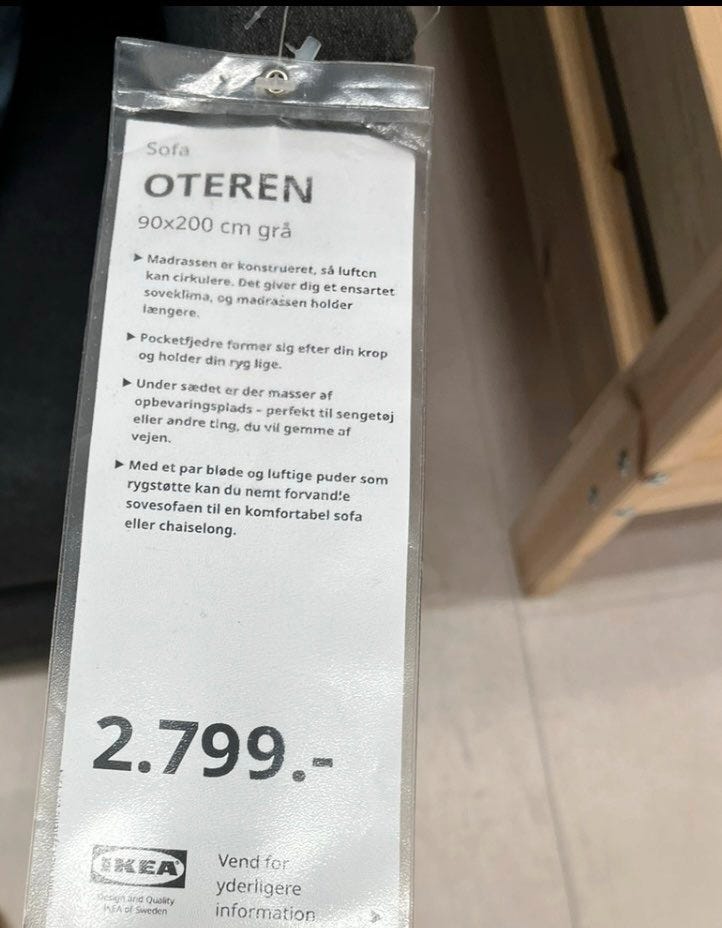 Sofa
OTEREN
90x200 cm grå
▶ Madrassen er konstrueret, så luften
kan cirkulere. Det giver dig et ensartet
soveklima, og madrassen holder
længere.
▶ Pocketfjedre former sig efter din krop
og holder din ryg lige.
▶ Under sædet er der masser af
opbevaringsplads – perfekt til sengetøj
eller andre ting, du vil gemme af
vejen.
▶ Med et par bløde og luftige puder som
rygstøtte kan du nemt forvandle
sovesofaen til en komfortabel sofa
eller chaiselong.
2.799.-
IKEA
Design and Quality
IKEA of Sweden
Vend for
yderligere
information